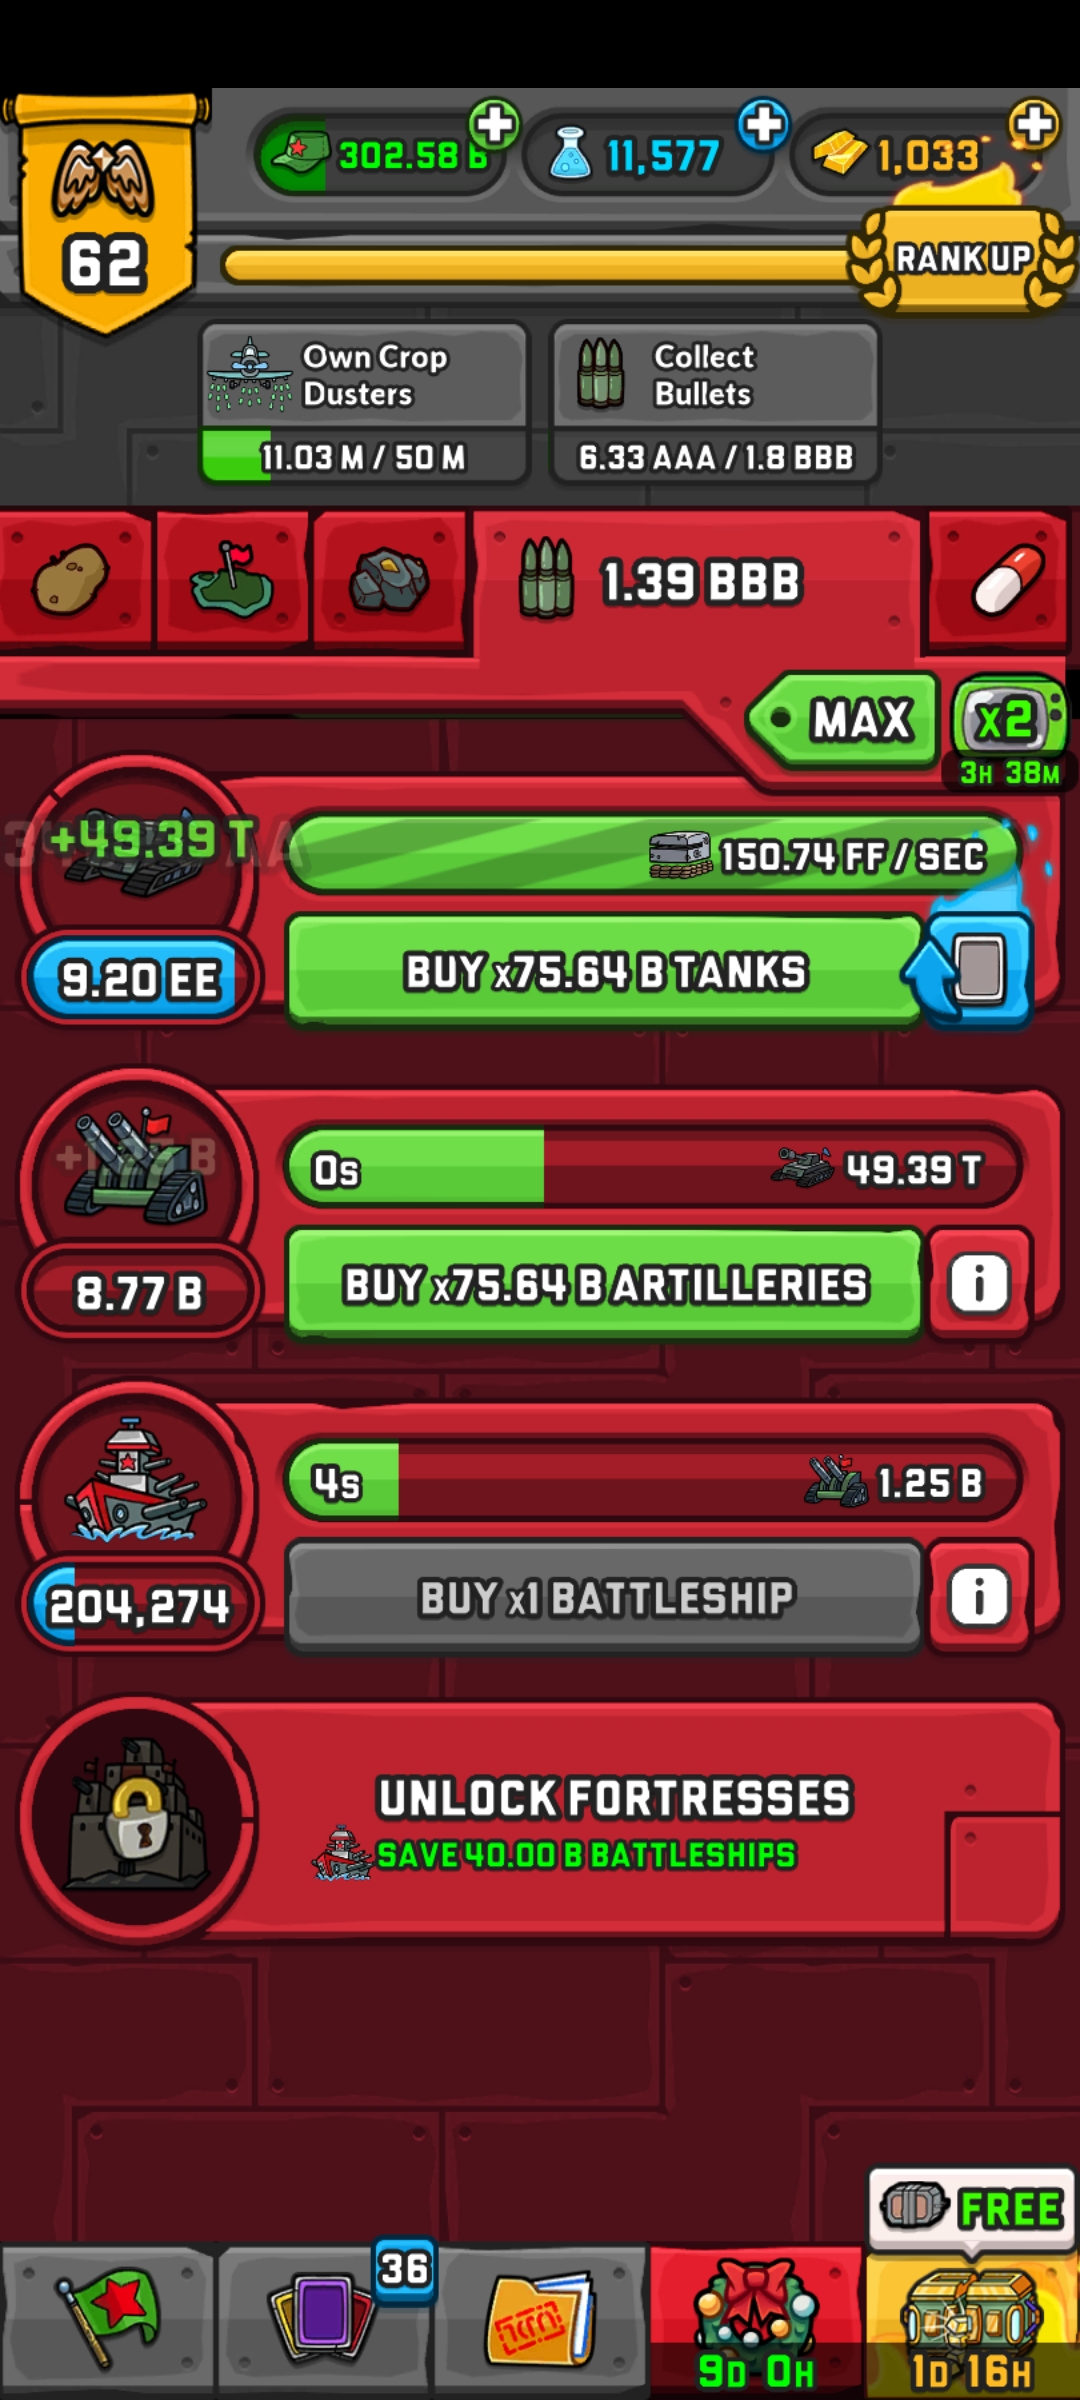 302.58 B
11,577
1,033
62
RANK UP
Own Crop
Dusters
11.03 M / 50 M
Collect
Bullets
6.33 AAA / 1.8 BBB
1.39 BBB
MAX
x2
3H 38M
+49.39 T
150.74 FF / SEC
9.20 EE
BUY x75.64 B TANKS
0s
49.39 T
8.77 B
BUY x75.64 B ARTILLERIES
i
4s
1.25 B
204,274
BUY x1 BATTLESHIP
i
UNLOCK FORTRESSES
SAVE 40.00 B BATTLESHIPS
FREE
36
9D 0H
1D 16H